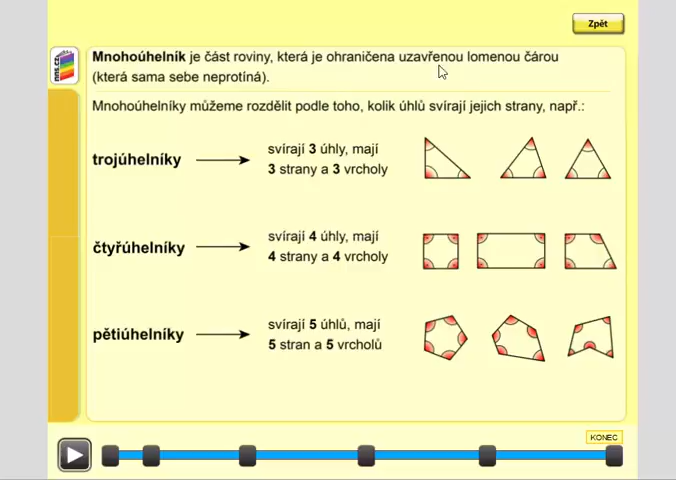 Zpět
nns.cz
Mnohoúhelník je část roviny, která je ohraničena uzavřenou lomenou čárou
(která sama sebe neprotíná).
Mnohoúhelníky můžeme rozdělit podle toho, kolik úhlů svírají jejich strany, např.:
trojúhelníky
svírají 3 úhly, mají
3 strany a 3 vrcholy
čtyřúhelníky
svírají 4 úhly, mají
4 strany a 4 vrcholy
pětiúhelníky
svírají 5 úhlů, mají
5 stran a 5 vrcholů
KONEC